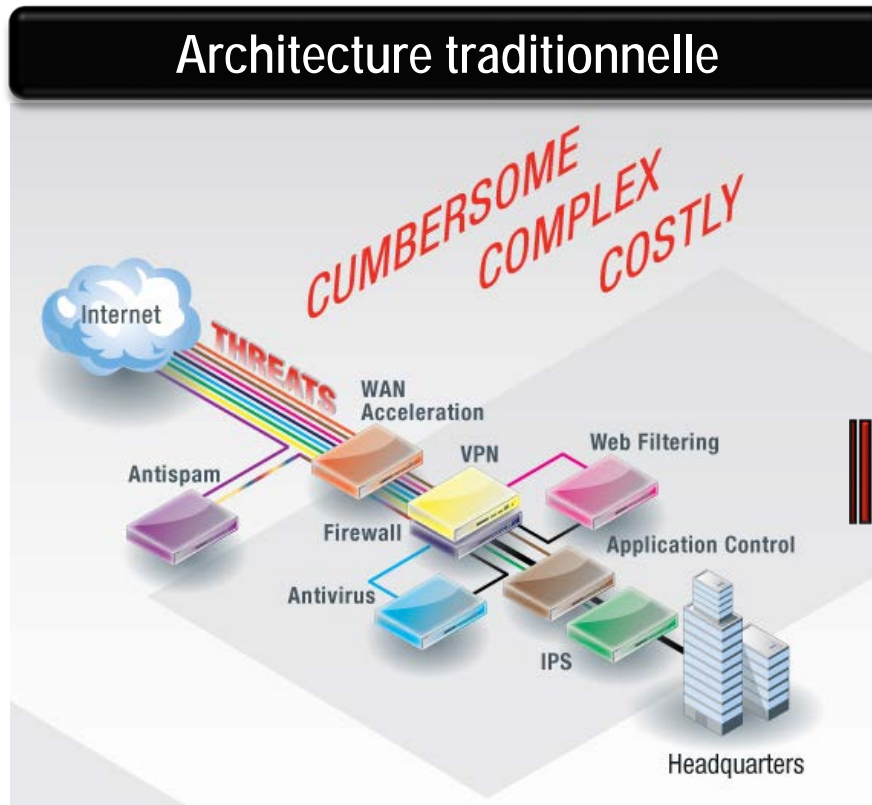 Architecture traditionnelle
CUMBERSOME
COMPLEX
COSTLY
Internet
THREATS
WAN
Acceleration
VPN
Web Filtering
Antispam
Firewall
Application Control
Antivirus
IPS
Headquarters